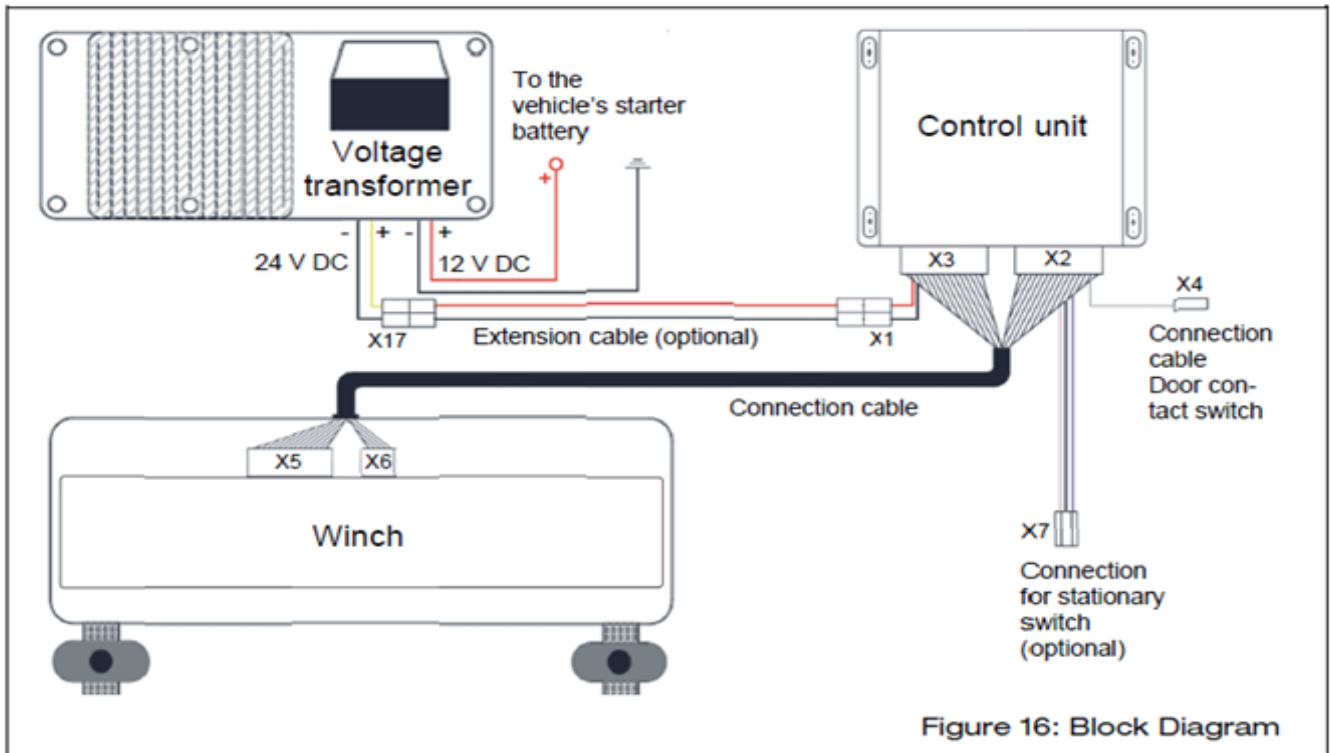 Voltage
transformer
To the
vehicle's starter
battery
+
Control unit
- + - +
24 V DC
12 V DC
X3
X2
X4
X17
Extension cable (optional)
X1
Connection
cable
Door con-
tact switch
Connection cable
X5
X6
Winch
X7
Connection
for stationary
switch
(optional)
Figure 16: Block Diagram